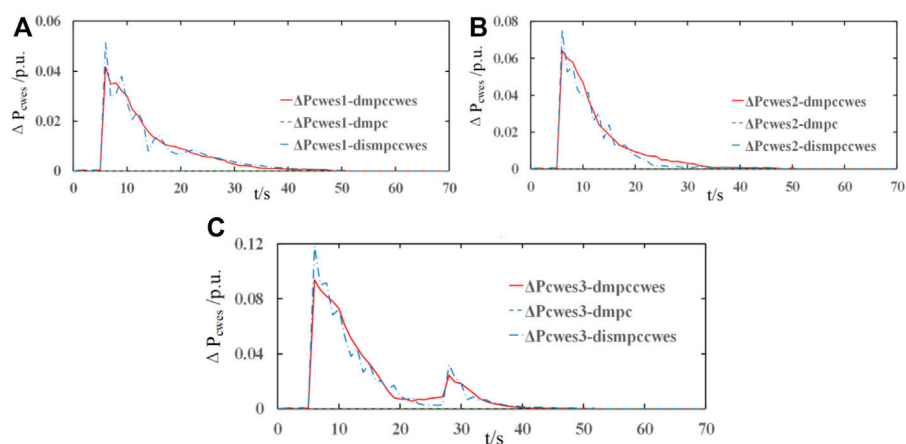 A
Δ P_cwes /p.u.
0.06
0.04
0.02
0
0 10 20 30 40 50 60 70
t/s
ΔPcwes1-dmpccwes
ΔPcwes1-dmpc
ΔPcwes1-dismpccwes
B
Δ P_cwes /p.u.
0.08
0.06
0.04
0.02
0
0 10 20 30 40 50 60 70
t/s
ΔPcwes2-dmpccwes
ΔPcwes2-dmpc
ΔPcwes2-dismpccwes
C
Δ P_cwes /p.u.
0.12
0.08
0.04
0
0 10 20 30 40 50 60 70
t/s
ΔPcwes3-dmpccwes
ΔPcwes3-dmpc
ΔPcwes3-dismpccwes